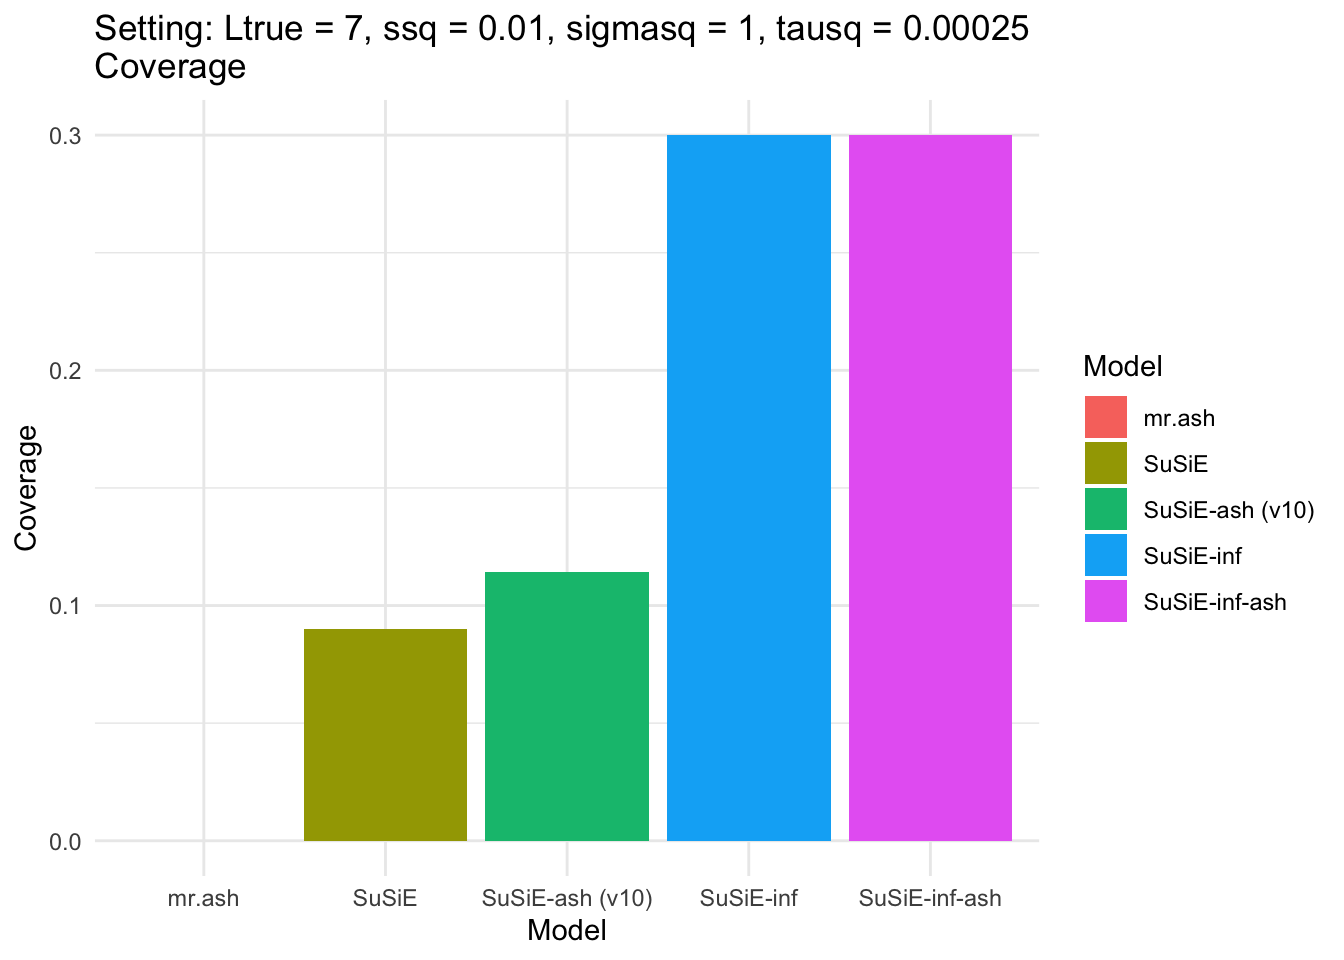 Setting: Ltrue = 7, ssq = 0.01, sigmasq = 1, tausq = 0.00025
Coverage
0.3
0.2
0.1
0.0
Coverage
mr.ash
SuSiE
SuSiE-ash (v10)
SuSiE-inf
SuSiE-inf-ash
Model
Model
mr.ash
SuSiE
SuSiE-ash (v10)
SuSiE-inf
SuSiE-inf-ash